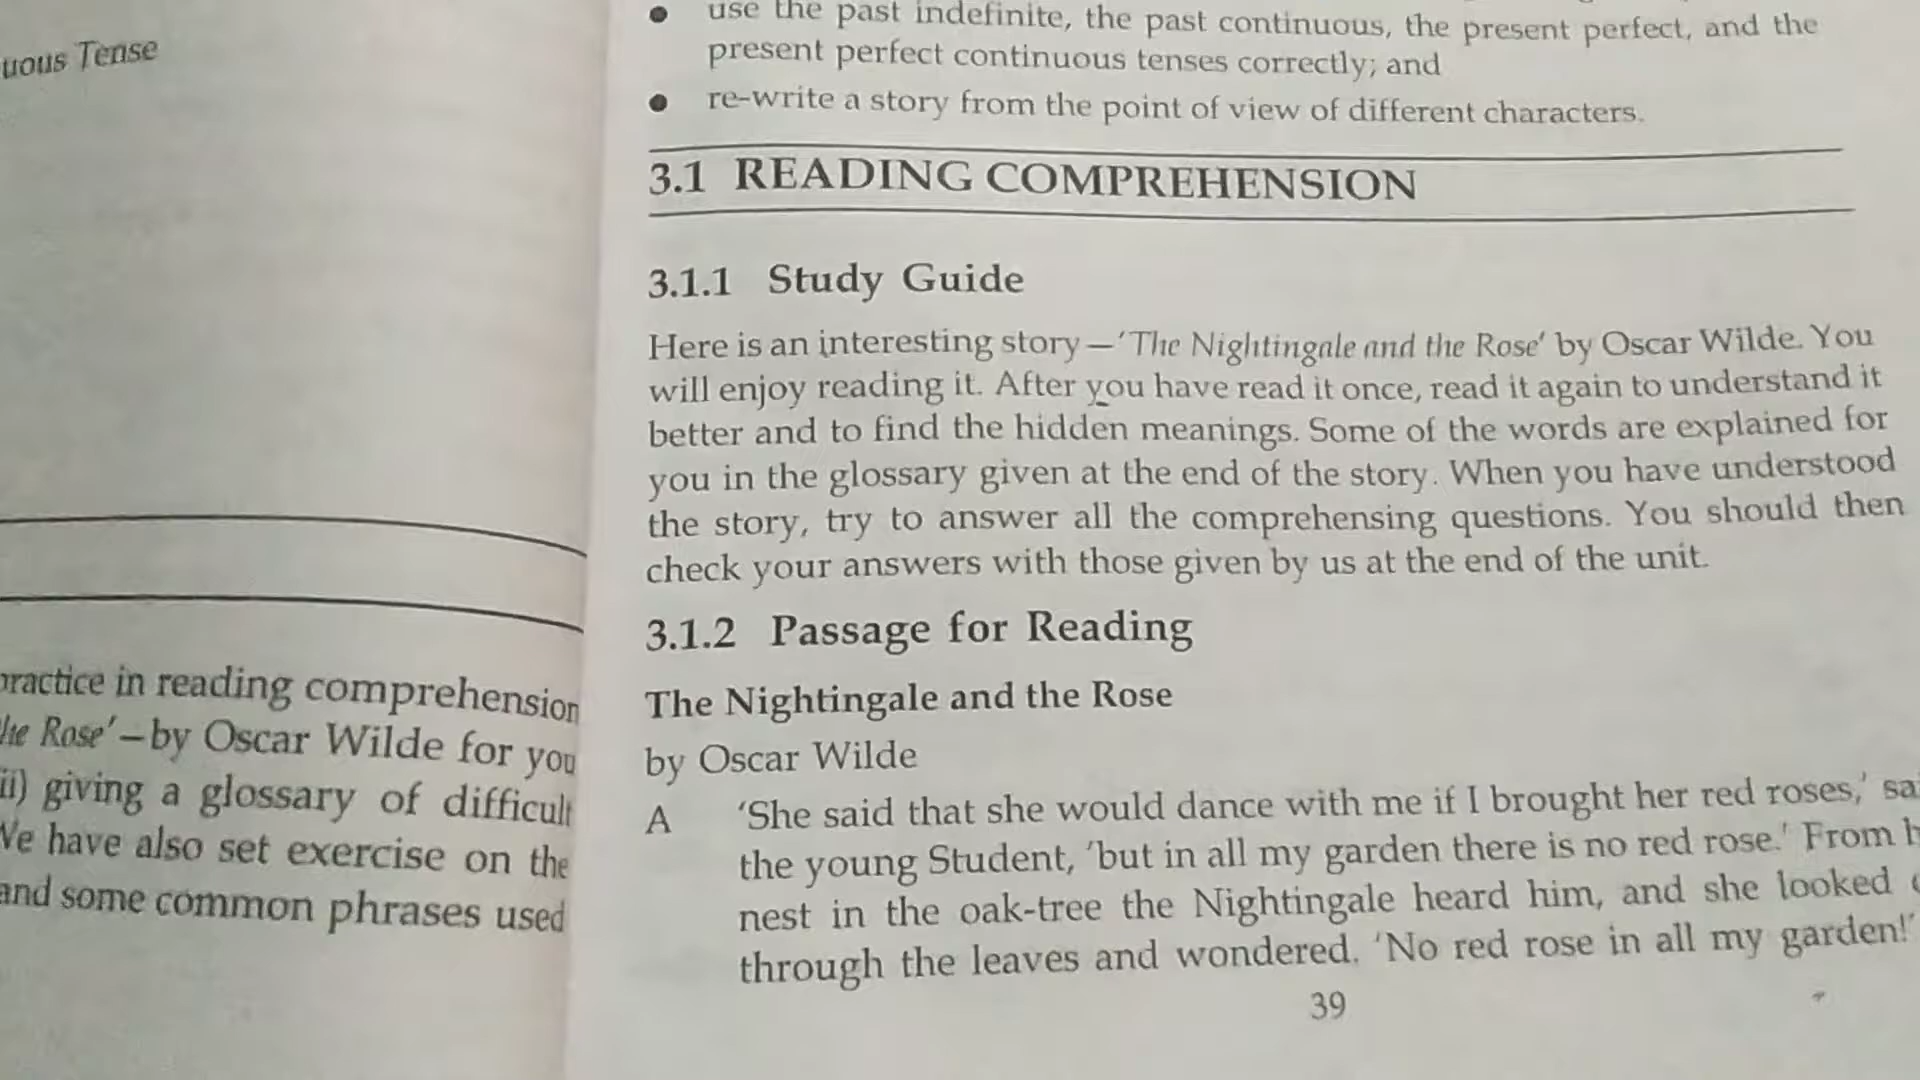 uous Tense
practice in reading comprehension
the Rose'—by Oscar Wilde for you
ii) giving a glossary of difficult
We have also set exercise on the
and some common phrases used
• use the past indefinite, the past continuous, the present perfect, and the
present perfect continuous tenses correctly; and
• re-write a story from the point of view of different characters.
3.1 READING COMPREHENSION
3.1.1 Study Guide
Here is an interesting story—'The Nightingale and the Rose' by Oscar Wilde. You
will enjoy reading it. After you have read it once, read it again to understand it
better and to find the hidden meanings. Some of the words are explained for
you in the glossary given at the end of the story. When you have understood
the story, try to answer all the comprehensing questions. You should then
check your answers with those given by us at the end of the unit.
3.1.2 Passage for Reading
The Nightingale and the Rose
by Oscar Wilde
A 'She said that she would dance with me if I brought her red roses,' sa
the young Student, 'but in all my garden there is no red rose.' From h
nest in the oak-tree the Nightingale heard him, and she looked
through the leaves and wondered. 'No red rose in all my garden!'
39